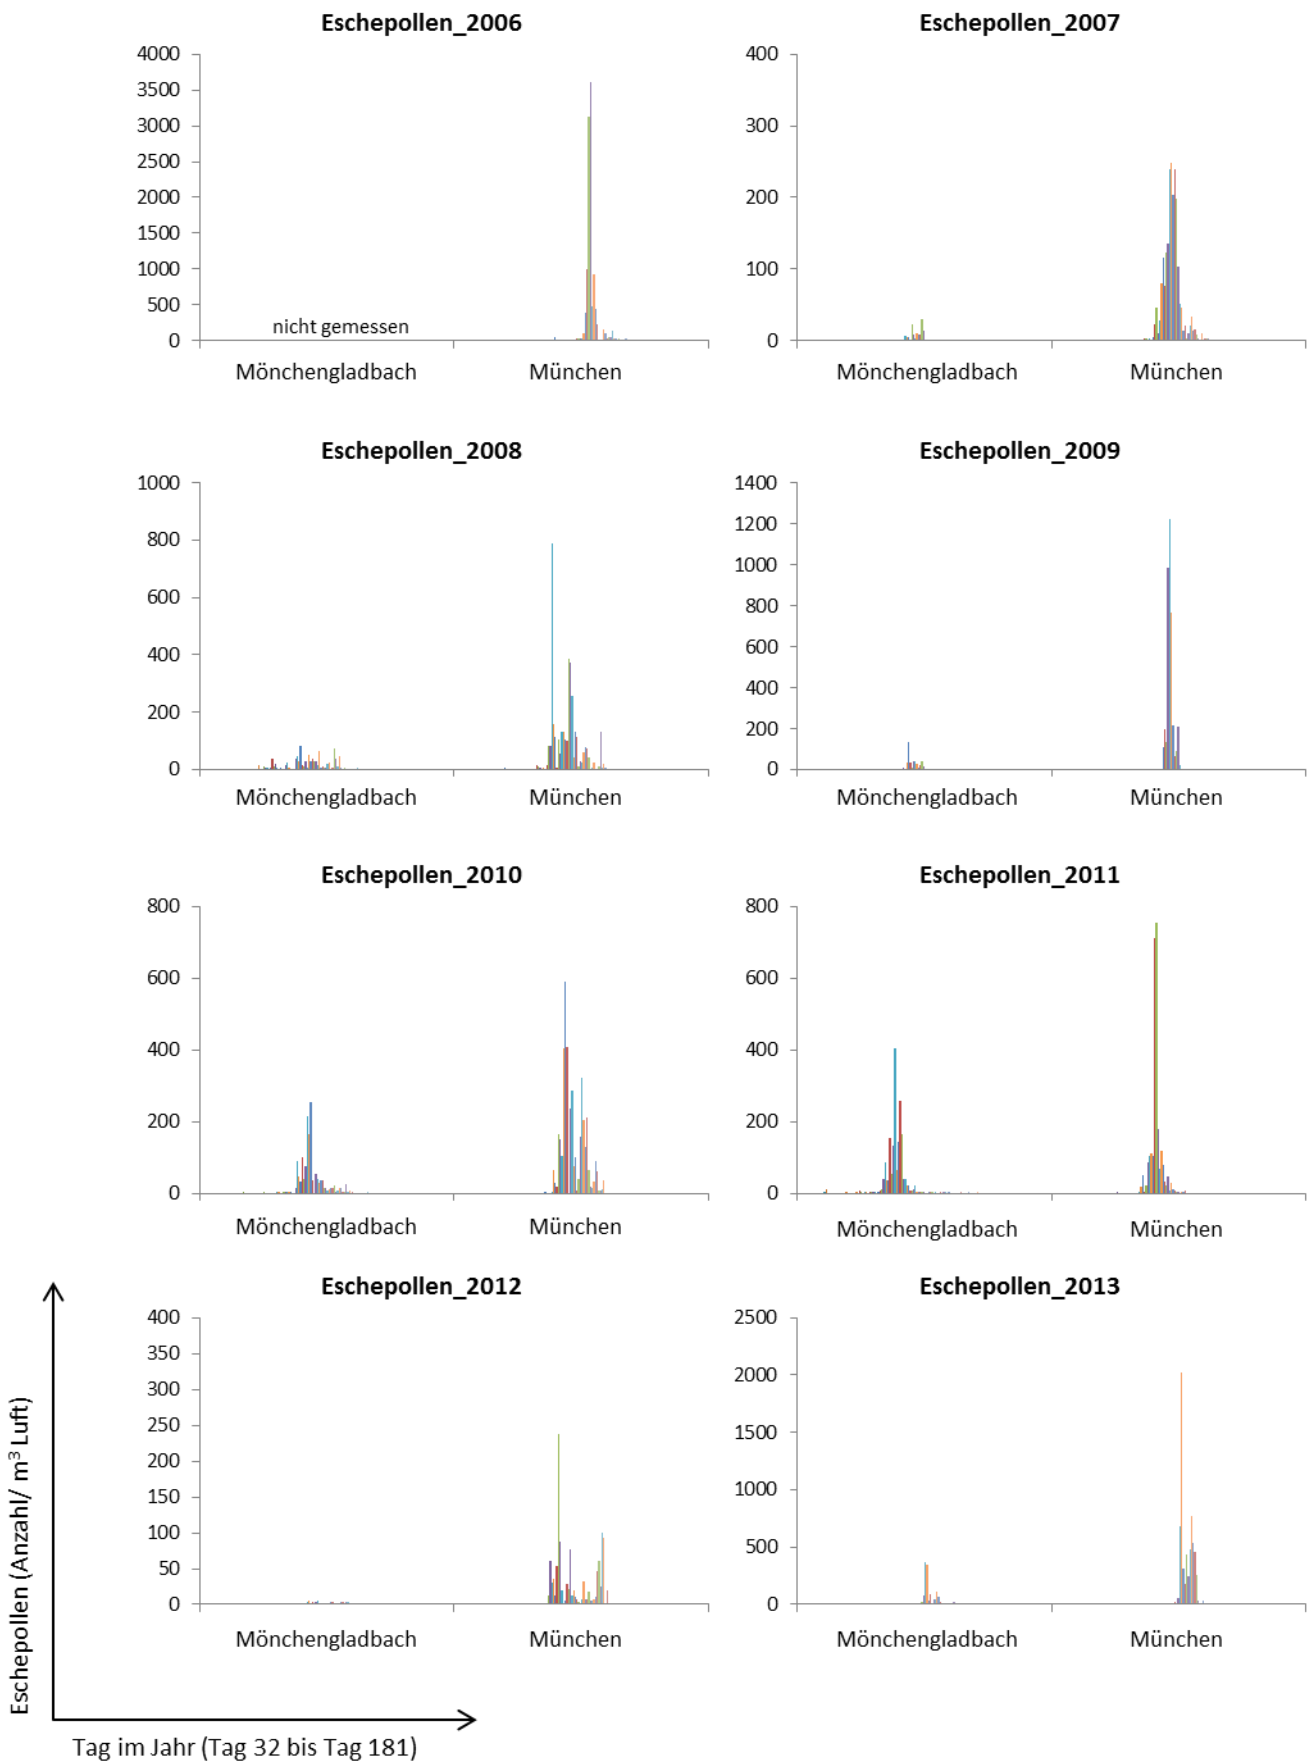 Eschepollen_2006
4000
3500
3000
2500
2000
1500
1000
500
0
nicht gemessen
Mönchengladbach
München
Eschepollen_2007
400
300
200
100
0
Mönchengladbach
München
Eschepollen_2008
1000
800
600
400
200
0
Mönchengladbach
München
Eschepollen_2009
1400
1200
1000
800
600
400
200
0
Mönchengladbach
München
Eschepollen_2010
800
600
400
200
0
Mönchengladbach
München
Eschepollen_2011
800
600
400
200
0
Mönchengladbach
München
Eschepollen_2012
400
350
300
250
200
150
100
50
0
Mönchengladbach
München
Eschepollen_2013
2500
2000
1500
1000
500
0
Mönchengladbach
München
Eschepollen (Anzahl/ m³ Luft)
Tag im Jahr (Tag 32 bis Tag 181)